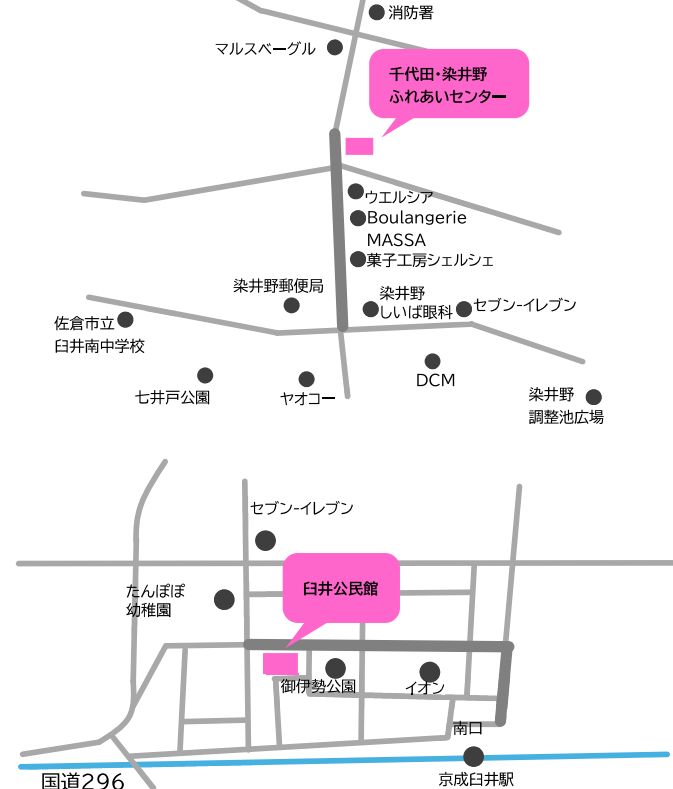 消防署
マルスベーグル
千代田・染井野
ふれあいセンター
ウエルシア
Boulangerie
MASSA
菓子工房シェルシェ
染井野郵便局
染井野
しいば眼科
セブン-イレブン
佐倉市立
臼井南中学校
七井戸公園
ヤオコー
DCM
染井野
調整池広場
セブン-イレブン
たんぽぽ
幼稚園
臼井公民館
御伊勢公園
イオン
南口
国道296
京成臼井駅